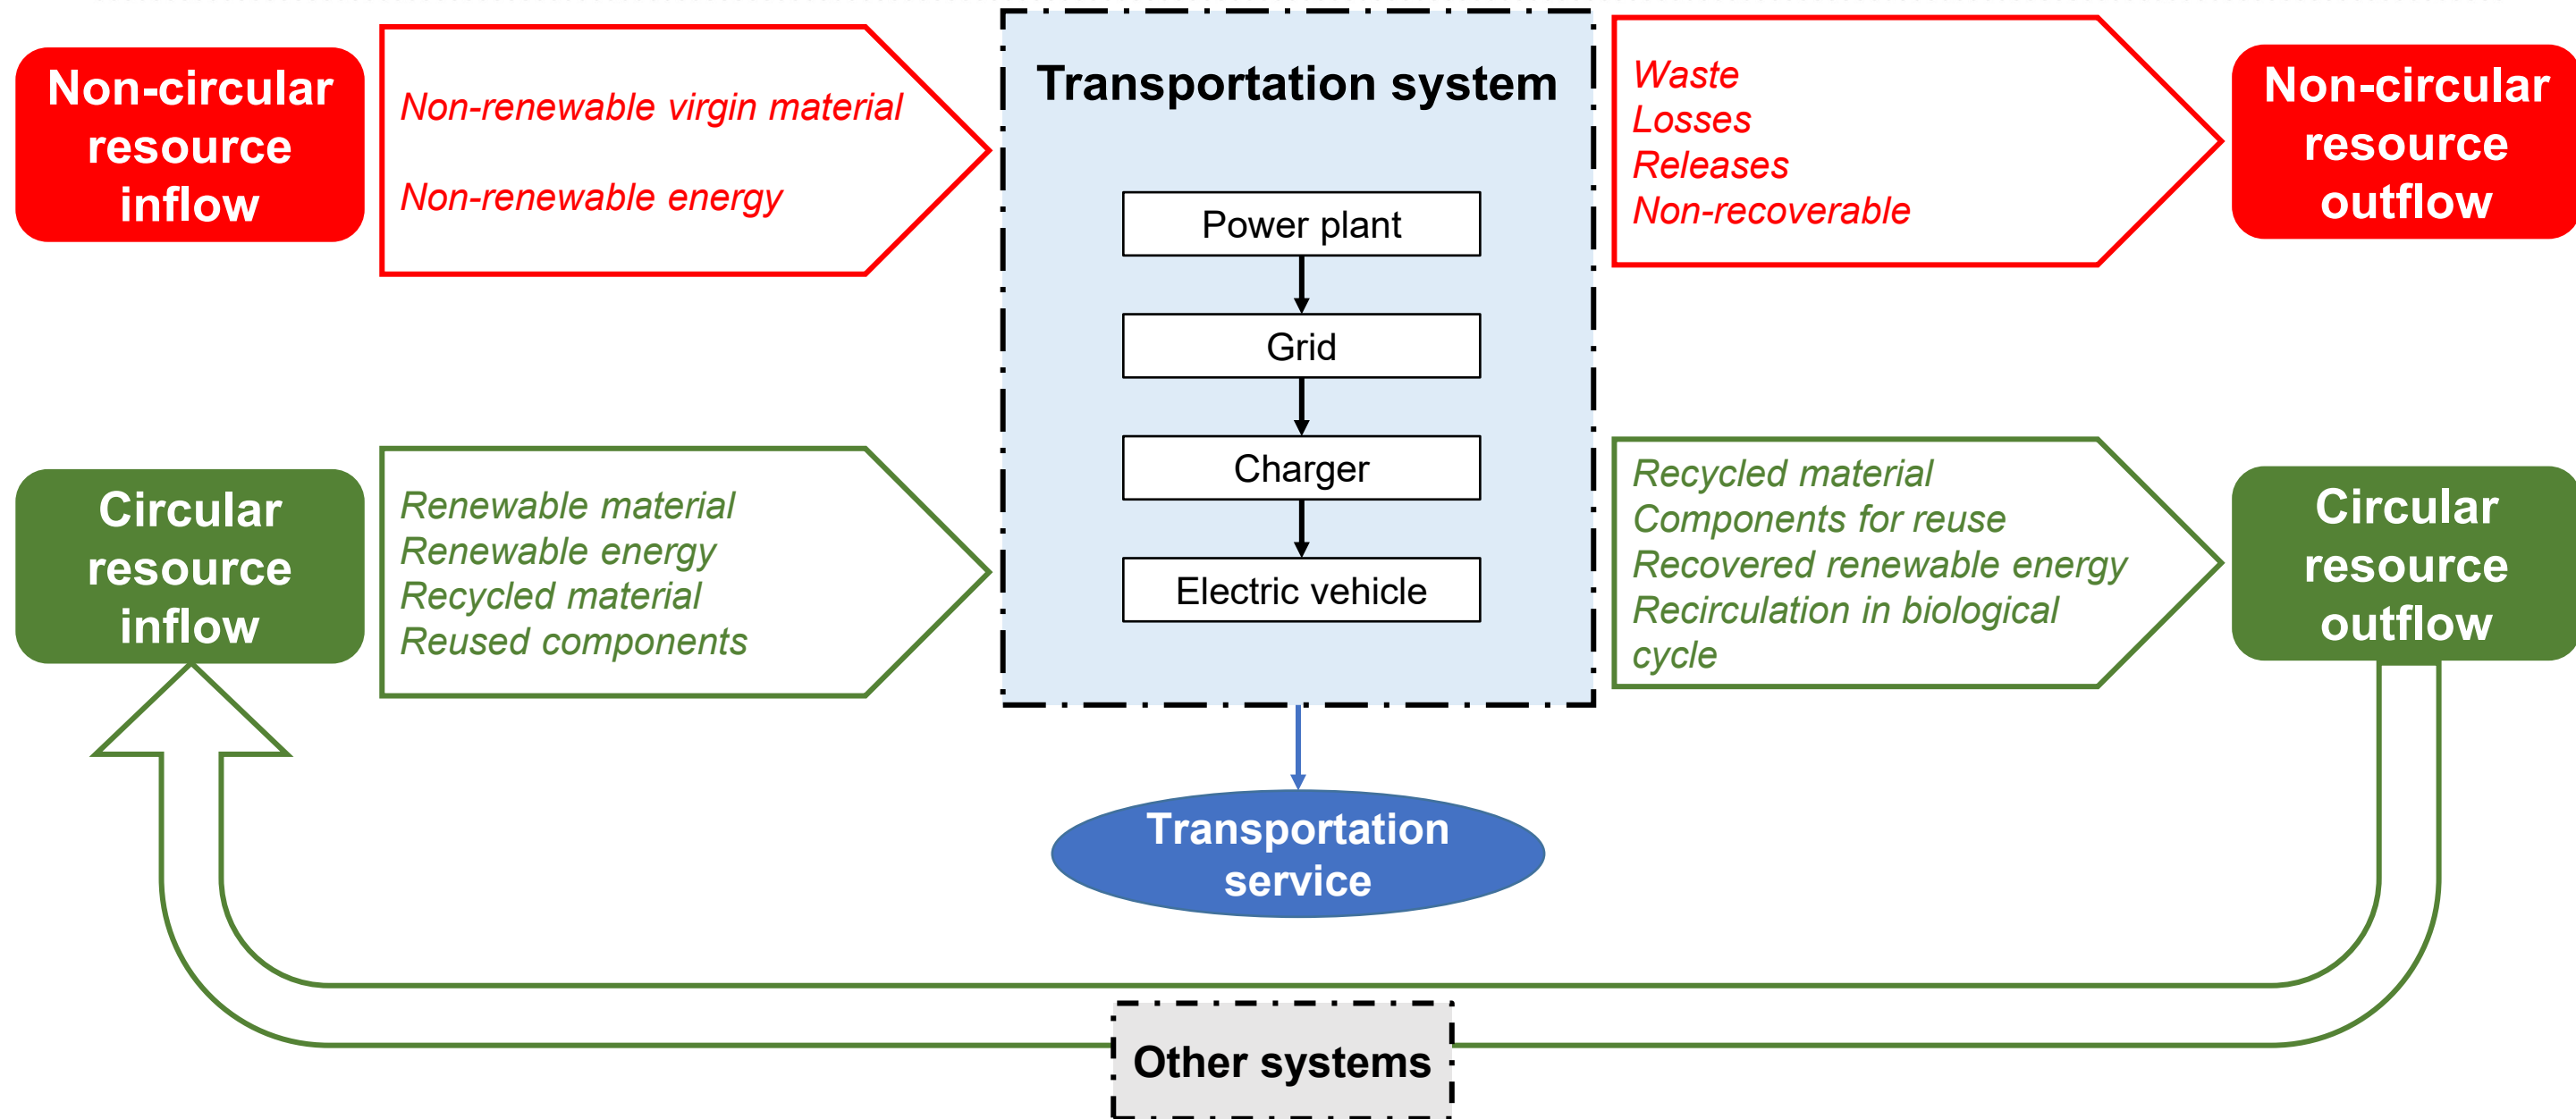 Non-circular
resource
inflow
Non-renewable virgin material
Non-renewable energy
Transportation system
Power plant
Grid
Charger
Electric vehicle
Waste
Losses
Releases
Non-recoverable
Non-circular
resource
outflow
Circular
resource
inflow
Renewable material
Renewable energy
Recycled material
Reused components
Recycled material
Components for reuse
Recovered renewable energy
Recirculation in biological
cycle
Circular
resource
outflow
Transportation
service
Other systems